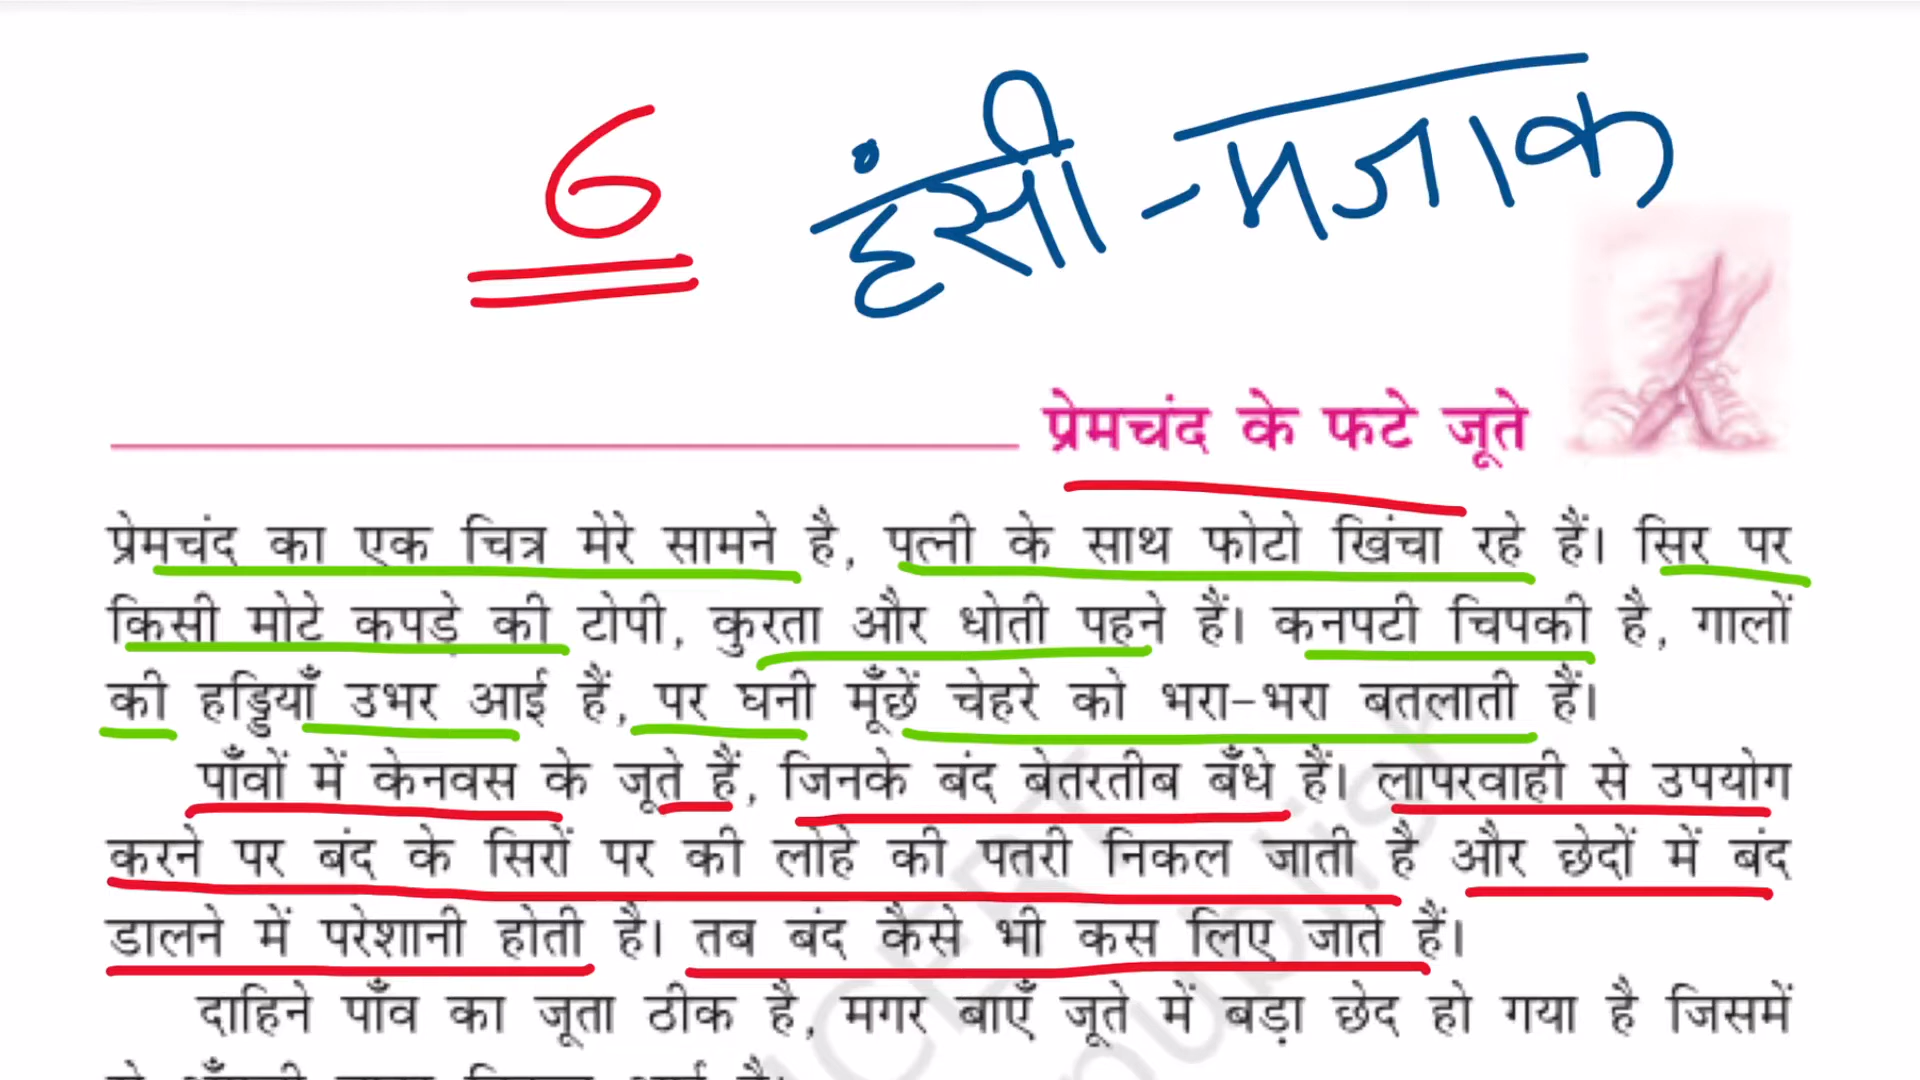 6 हंसी-मजाक
प्रेमचंद के फटे जूते
प्रेमचंद का एक चित्र मेरे सामने है, पत्नी के साथ फोटो खिंचा रहे हैं। सिर पर
किसी मोटे कपड़े की टोपी, कुरता और धोती पहने हैं। कनपटी चिपकी है, गालों
की हड्डियाँ उभर आई हैं, पर घनी मूँछें चेहरे को भरा-भरा बतलाती हैं।
पाँवों में केनवस के जूते हैं, जिनके बंद बेतरतीब बँधे हैं। लापरवाही से उपयोग
करने पर बंद के सिरों पर की लोहे की पतरी निकल जाती है और छेदों में बंद
डालने में परेशानी होती है। तब बंद कैसे भी कस लिए जाते हैं।
दाहिने पाँव का जूता ठीक है, मगर बाएँ जूते में बड़ा छेद हो गया है जिसमें